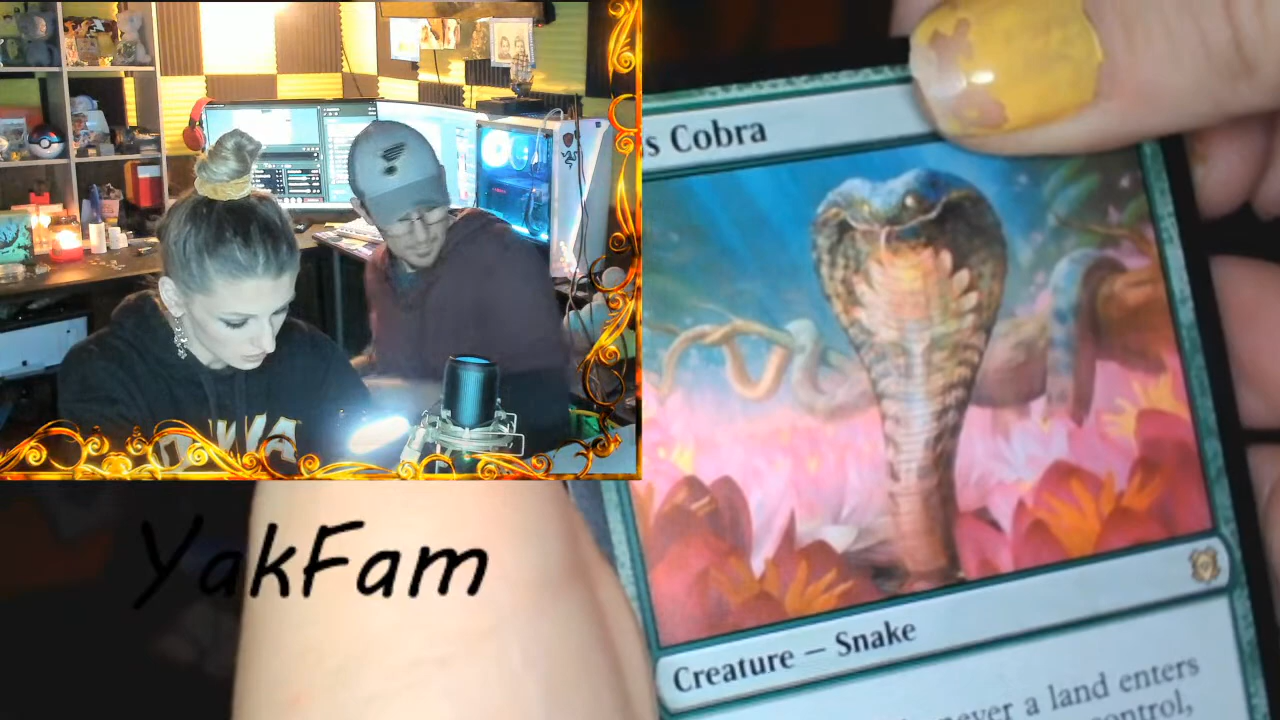 s Cobra
YakFam
Creature — Snake
never a land enters
control,